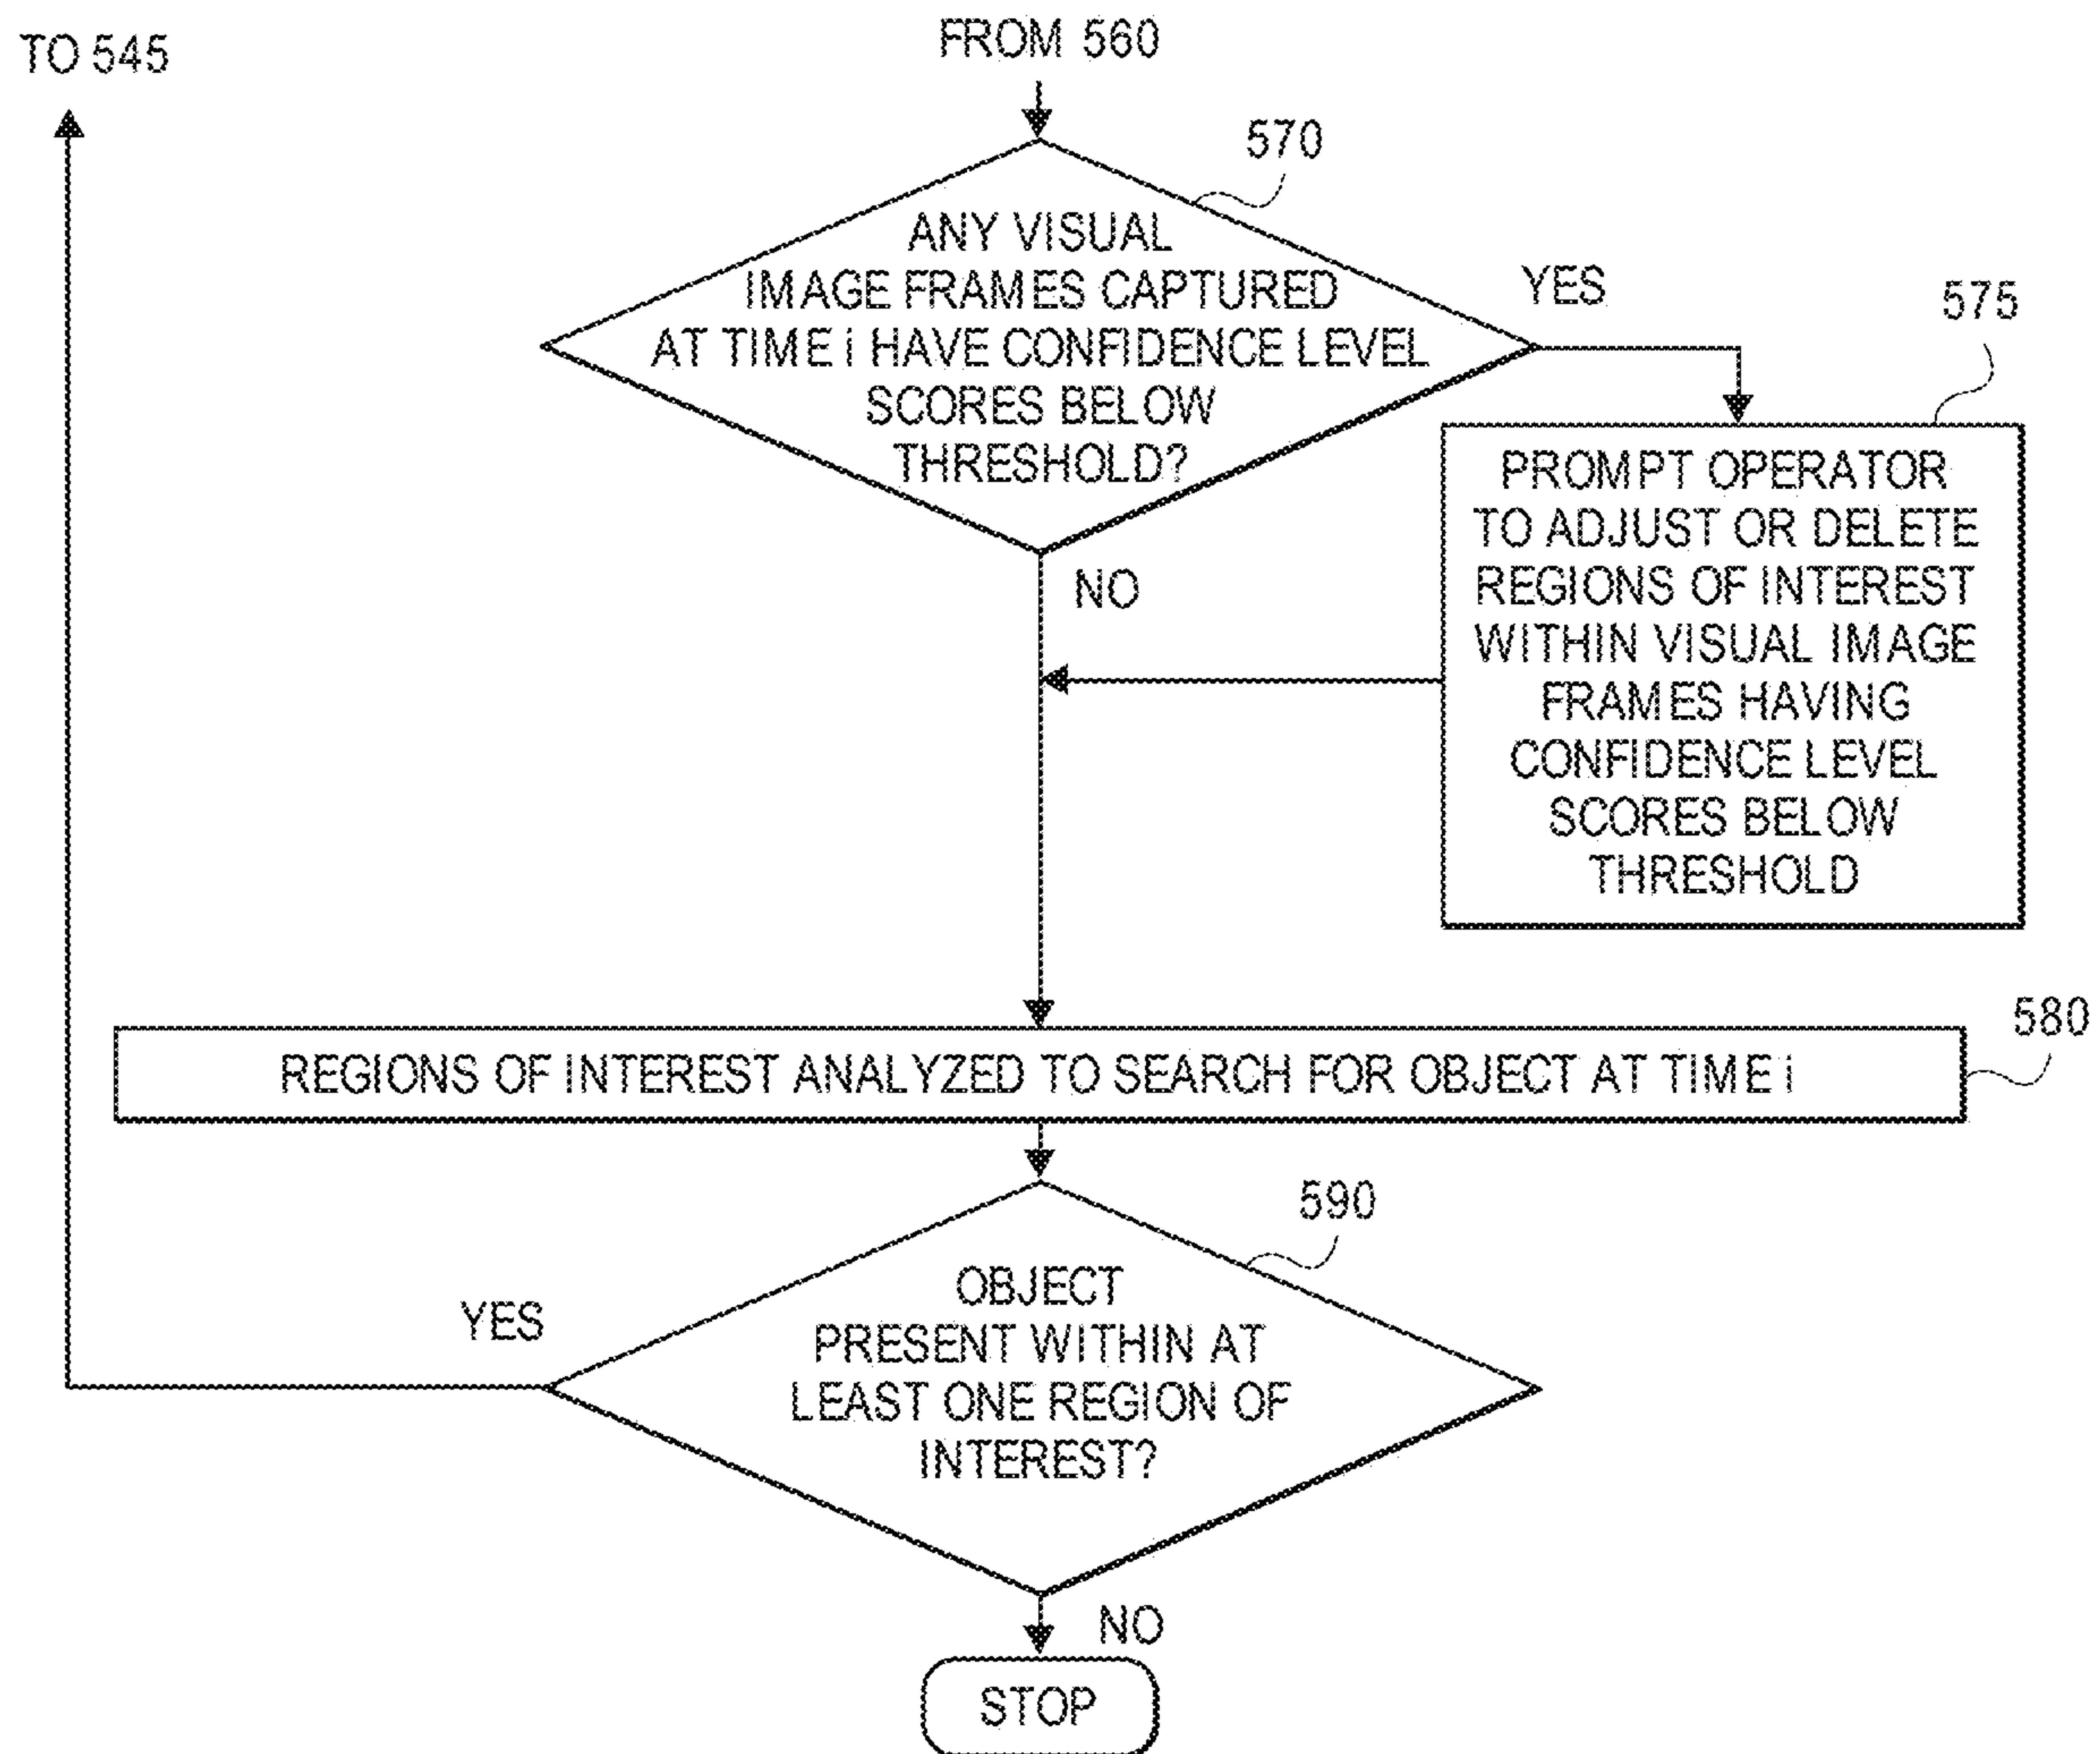 TO 545
FROM 560
570
ANY VISUAL
IMAGE FRAMES CAPTURED
AT TIME i HAVE CONFIDENCE LEVEL
SCORES BELOW
THRESHOLD?
YES
575
PROMPT OPERATOR
TO ADJUST OR DELETE
REGIONS OF INTEREST
WITHIN VISUAL IMAGE
FRAMES HAVING
CONFIDENCE LEVEL
SCORES BELOW
THRESHOLD
NO
580
REGIONS OF INTEREST ANALYZED TO SEARCH FOR OBJECT AT TIME i
590
OBJECT
PRESENT WITHIN AT
LEAST ONE REGION OF
INTEREST?
YES
NO
STOP